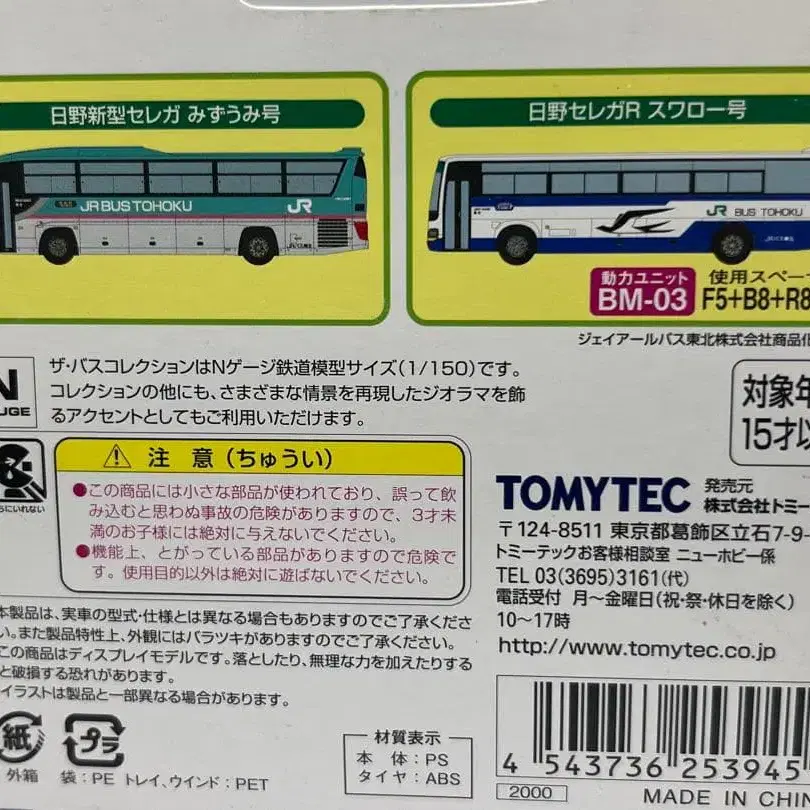 日野新型セレガ みずうみ号
JR BUS TOHOKU
JR
日野セレガR スワロー号
JR BUS TOHOKU
動力ユニット
BM-03
使用スペー
F5+B8+R8
ジェイアールバス東北株式会社商品化
N
UGE
ザ・バスコレクションはNゲージ鉄道模型サイズ(1/150)です。
コレクションの他にも、さまざまな情景を再現したジオラマを飾
るアクセントとしてもご利用いただけます。
対象年
15才以
にいれない
⚠ 注 意 (ちゅうい)
●この商品には小さな部品が使われており、誤って飲
み込むと思わぬ事故の危険がありますので、3才未
満のお子様には絶対に与えないでください。
●機能上、とがっている部品がありますので危険で
す。使用目的以外は絶対に遊ばないでください。
TOMYTEC 発売元
株式会社トミー
〒124-8511 東京都葛飾区立石7-9-
トミーテックお客様相談室 ニューホビー係
TEL 03(3695)3161(代)
電話受付 月〜金曜日(祝・祭・休日を除く)
10〜17時
http://www.tomytec.co.jp
本製品は、実車の型式・仕様とは異なる場合もありますのでご了承くださ
い。また製品特性上、外観にはバラツキがありますのでご了承ください。
この商品はディスプレイモデルです。落としたり、無理な力を加えたりする
と破損する恐れがあります。
イラストは製品と一部異なる場合があります。
紙
外箱
プラ
袋:PE トレイ、ウインド:PET
材質表示
本 体:PS
タイヤ:ABS
4 543736 253945
2000
MADE IN CHIN